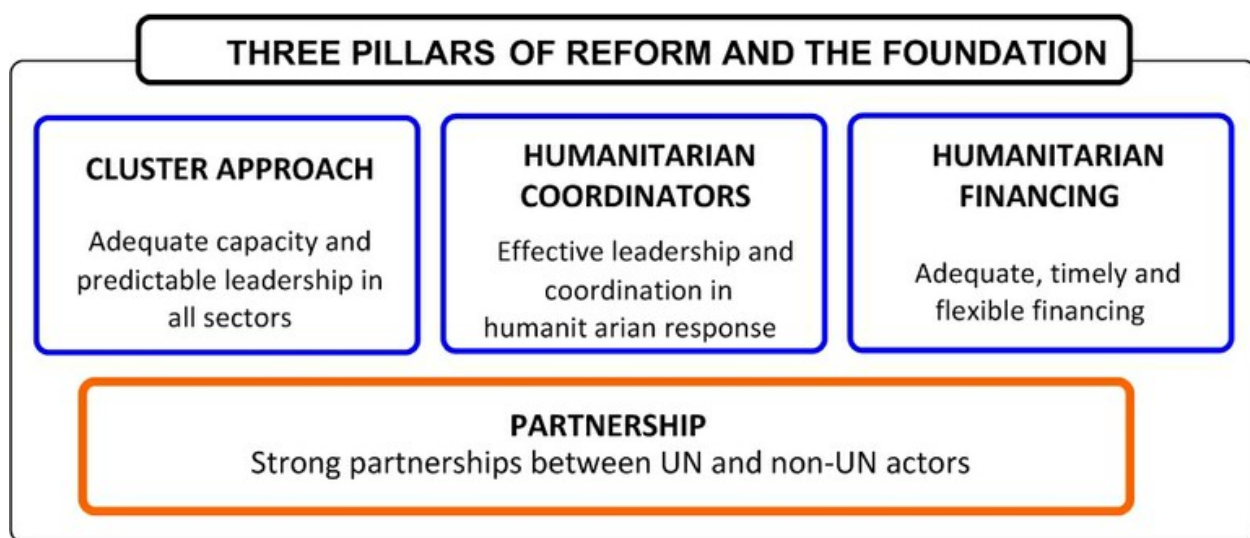 THREE PILLARS OF REFORM AND THE FOUNDATION
CLUSTER APPROACH
Adequate capacity and
predictable leadership in
all sectors
HUMANITARIAN
COORDINATORS
Effective leadership and
coordination in
humanit arian response
HUMANITARIAN
FINANCING
Adequate, timely and
flexible financing
PARTNERSHIP
Strong partnerships between UN and non-UN actors